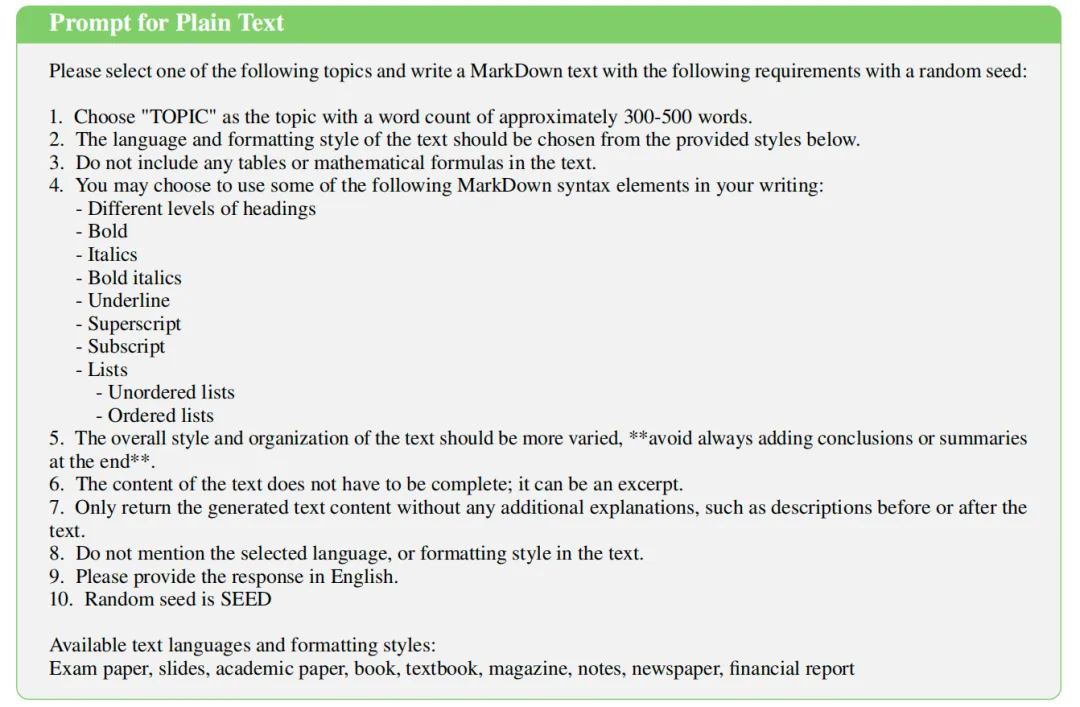 Prompt for Plain Text
Please select one of the following topics and write a MarkDown text with the following requirements with a random seed:
1. Choose "TOPIC" as the topic with a word count of approximately 300-500 words.
2. The language and formatting style of the text should be chosen from the provided styles below.
3. Do not include any tables or mathematical formulas in the text.
4. You may choose to use some of the following MarkDown syntax elements in your writing:
- Different levels of headings
- Bold
- Italics
- Bold italics
- Underline
- Superscript
- Subscript
- Lists
- Unordered lists
- Ordered lists
5. The overall style and organization of the text should be more varied, **avoid always adding conclusions or summaries
at the end**.
6. The content of the text does not have to be complete; it can be an excerpt.
7. Only return the generated text content without any additional explanations, such as descriptions before or after the
text.
8. Do not mention the selected language, or formatting style in the text.
9. Please provide the response in English.
10. Random seed is SEED
Available text languages and formatting styles:
Exam paper, slides, academic paper, book, textbook, magazine, notes, newspaper, financial report